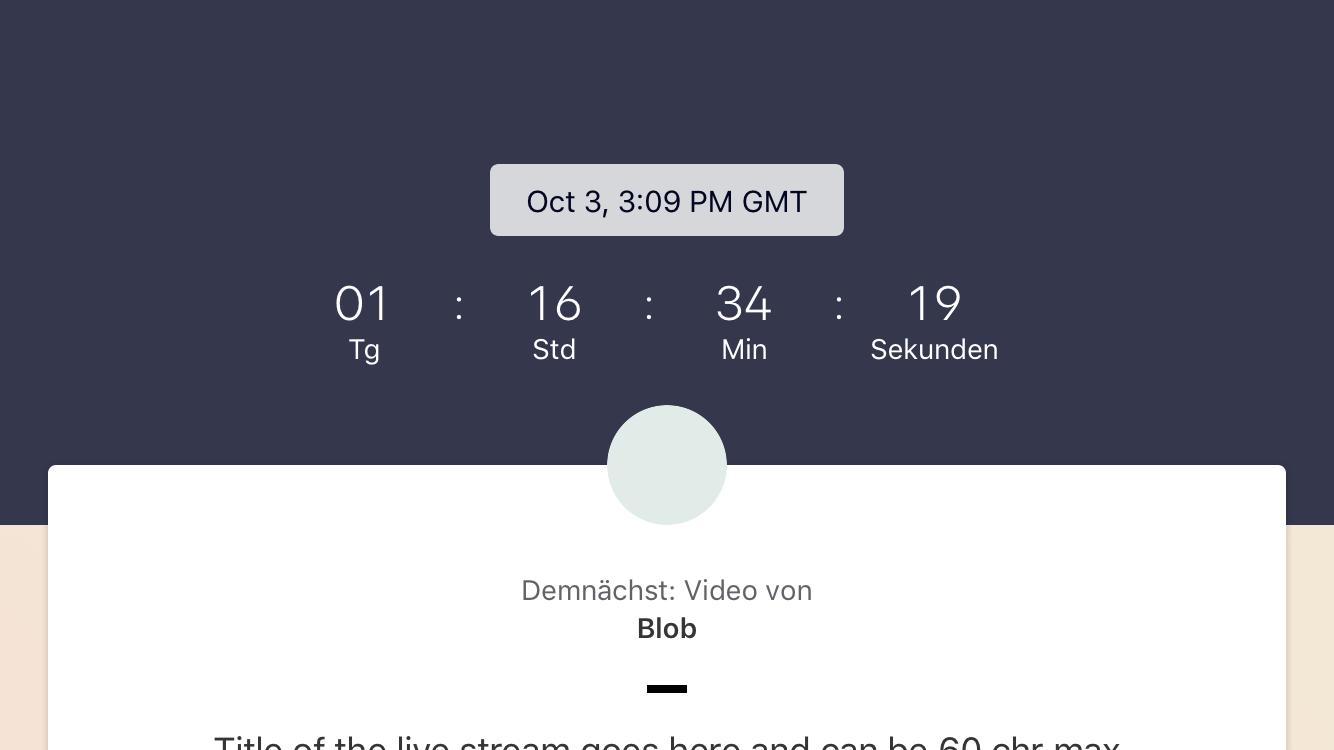 Oct 3, 3:09 PM GMT
01 : 16 : 34 : 19
Tg Std Min Sekunden
Demnächst: Video von
Blob
Title of the live stream goes here and can be 60 chr max